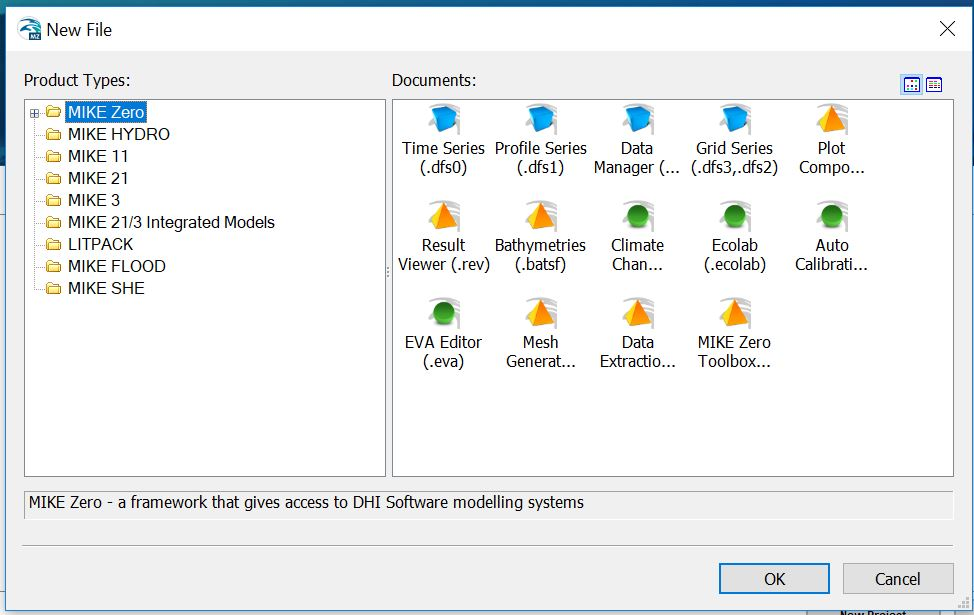 New File
Product Types:
MIKE Zero
MIKE HYDRO
MIKE 11
MIKE 21
MIKE 3
MIKE 21/3 Integrated Models
LITPACK
MIKE FLOOD
MIKE SHE
Documents:
Time Series
(.dfs0)
Profile Series
(.dfs1)
Data
Manager (...
Grid Series
(.dfs3,.dfs2)
Plot
Compo...
Result
Viewer (.rev)
Bathymetries
(.batsf)
Climate
Chan...
Ecolab
(.ecolab)
Auto
Calibrati...
EVA Editor
(.eva)
Mesh
Generat...
Data
Extractio...
MIKE Zero
Toolbox...
MIKE Zero - a framework that gives access to DHI Software modelling systems
OK
Cancel
New Project